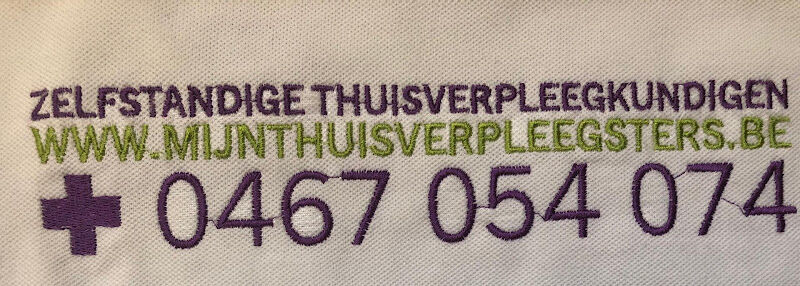 ZELFSTANDIGE THUISVERPLEEGKUNDIGEN
WWW.MIJNTHUISVERPLEEGSTERS.BE
0467 054 074